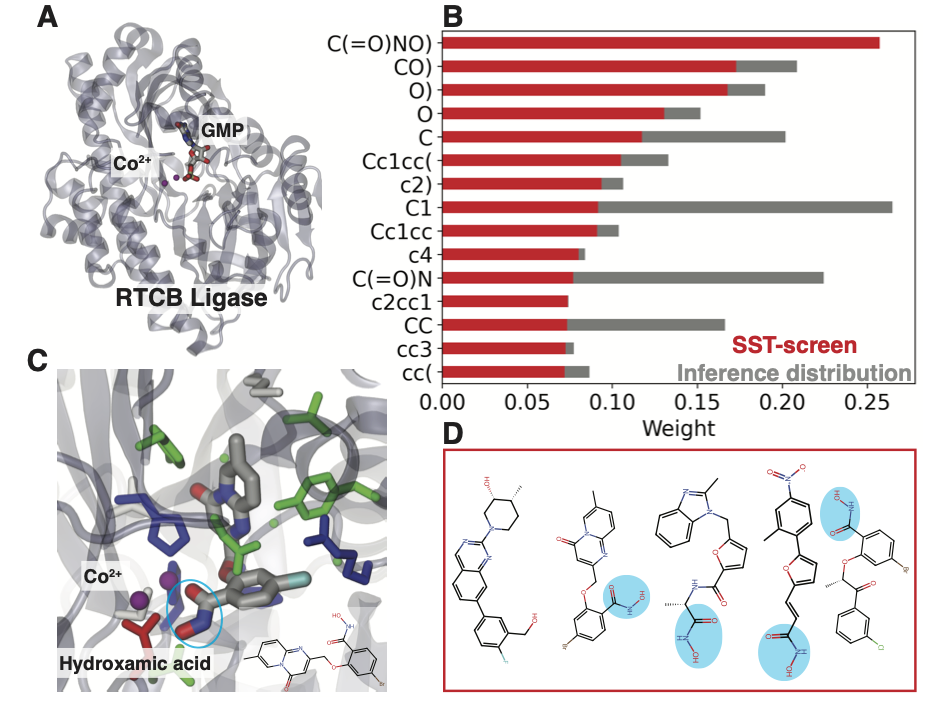 A
GMP
Co²⁺
RTCB Ligase
B
C(=O)NO)
CO)
O)
O
C
Cc1cc(
c2)
C1
Cc1cc
c4
C(=O)N
c2cc1
CC
cc3
cc(
SST-screen
Inference distribution
0.00 0.05 0.10 0.15 0.20 0.25
Weight
C
Co²⁺
Hydroxamic acid
D